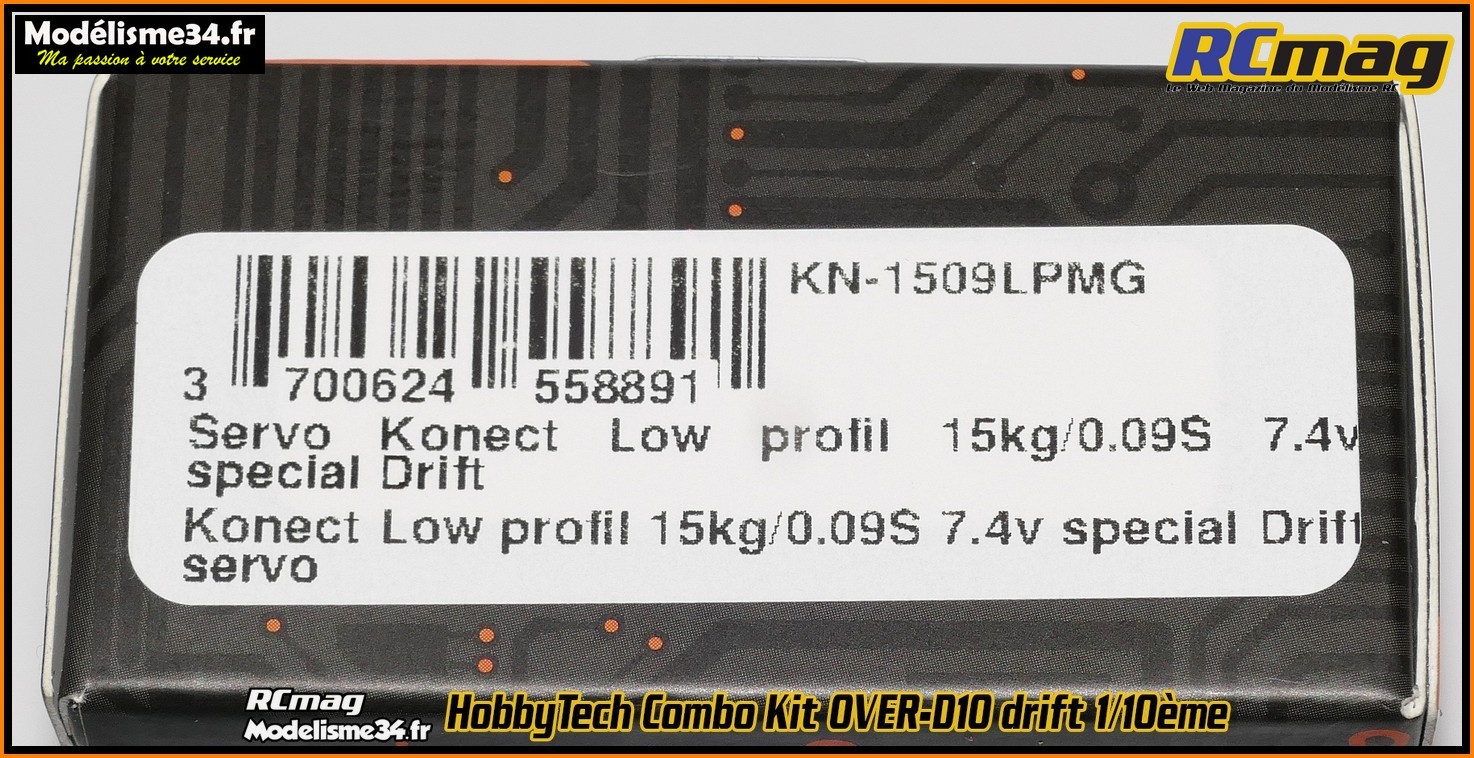 Modélisme34.fr
Ma passion à votre service
RCmag
Le Web Magazine du Modélisme RC
KN-1509LPMG
3 700624 558891
Servo Konect Low profil 15kg/0.09S 7.4v
special Drift
Konect Low profil 15kg/0.09S 7.4v special Drift
servo
RCmag
Modelisme34.fr
HobbyTech Combo Kit OVER-D10 drift 1/10ème